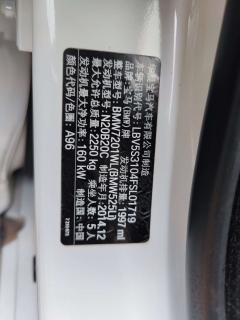 华晨宝马汽车有限公司制造
车辆识别代号: LBV5S3104FSL01719
品牌: 宝马(BMW)牌
整车型号: BMW7201WL(BMW525Li)
发动机型号: N20B20C 发动机排量: 1997 ml
发动机最大净功率: 160 kW 制造年月: 2014.12
最大允许总质量: 2250 kg 乘坐人数: 5人
颜色代码/色圈: A96 制造国: 中国